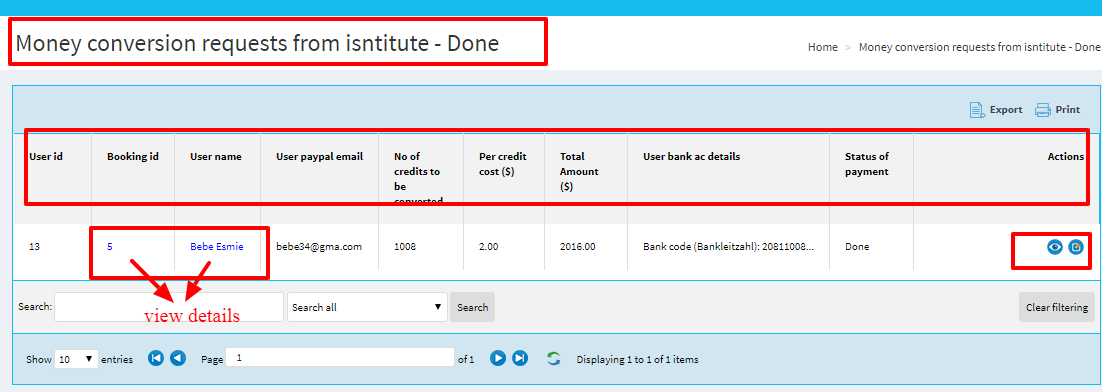 Money conversion requests from isntitute - Done
Home > Money conversion requests from isntitute - Done
Export Print
User id Booking id User name User paypal email No of credits to be converted Per credit cost ($) Total Amount ($) User bank ac details Status of payment Actions
13 5 Bebe Esmie bebe34@gma.com 1008 2.00 2016.00 Bank code (Bankleitzahl): 20811008... Done
Search: Search all Search Clear filtering
view details
Show 10 entries Page 1 of 1 Displaying 1 to 1 of 1 items